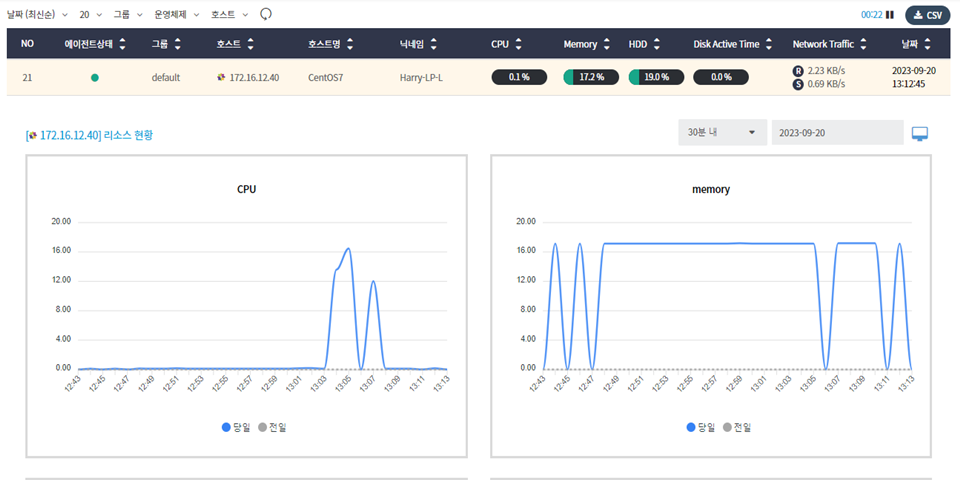 날짜 (최신순) 20 그룹 운영체제 호스트 00:22 CSV
NO 에이전트상태 그룹 호스트 호스트명 닉네임 CPU Memory HDD Disk Active Time Network Traffic 날짜
21 default 172.16.12.40 CentOS7 Harry-LP-L 0.1 % 17.2 % 19.0 % 0.0 % R 2.23 KB/s 2023-09-20
S 0.69 KB/s 13:12:45
[172.16.12.40] 리소스 현황 30분 내 2023-09-20
CPU
20.00
16.00
12.00
8.00
4.00
0.00
12:43 12:45 12:47 12:49 12:51 12:53 12:55 12:57 12:59 13:01 13:03 13:05 13:07 13:09 13:11 13:13
당일 전일
memory
20.00
16.00
12.00
8.00
4.00
0.00
12:43 12:45 12:47 12:49 12:51 12:53 12:55 12:57 12:59 13:01 13:03 13:05 13:07 13:09 13:11 13:13
당일 전일